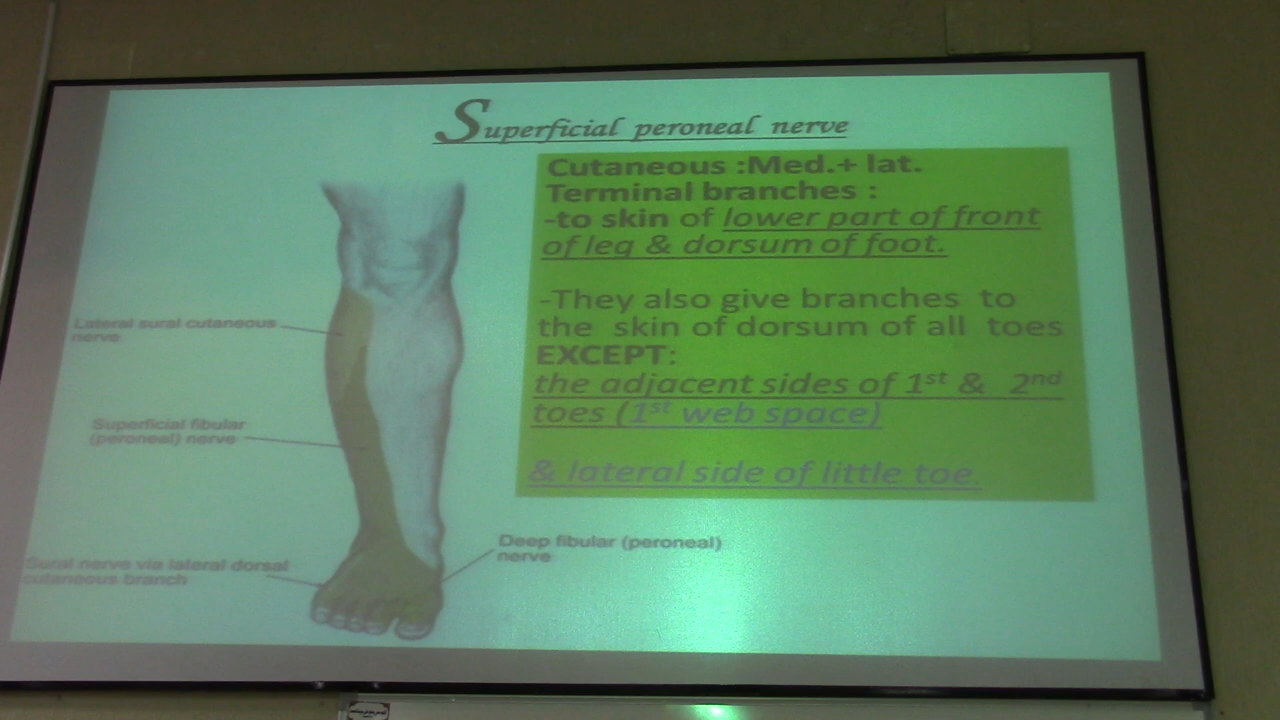 Superficial peroneal nerve
Cutaneous :Med.+ lat.
Terminal branches :
-to skin of lower part of front
of leg & dorsum of foot.
-They also give branches to
the skin of dorsum of all toes
EXCEPT:
the adjacent sides of 1st & 2nd
toes (1st web space)
& lateral side of little toe.
Lateral sural cutaneous
nerve
Superficial fibular
(peroneal) nerve
Sural nerve via lateral dorsal
cutaneous branch
Deep fibular (peroneal)
nerve